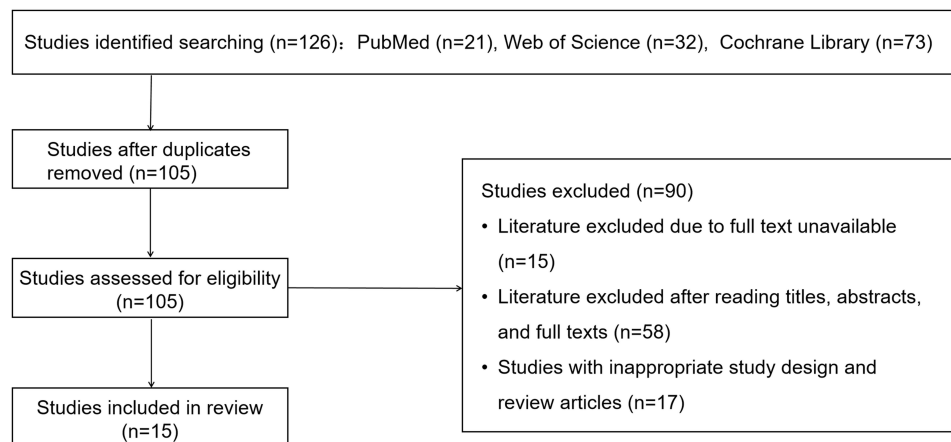 Studies identified searching (n=126)：PubMed (n=21), Web of Science (n=32), Cochrane Library (n=73)
Studies after duplicates
removed (n=105)
Studies assessed for eligibility
(n=105)
Studies excluded (n=90)
• Literature excluded due to full text unavailable
(n=15)
• Literature excluded after reading titles, abstracts,
and full texts (n=58)
• Studies with inappropriate study design and
review articles (n=17)
Studies included in review
(n=15)